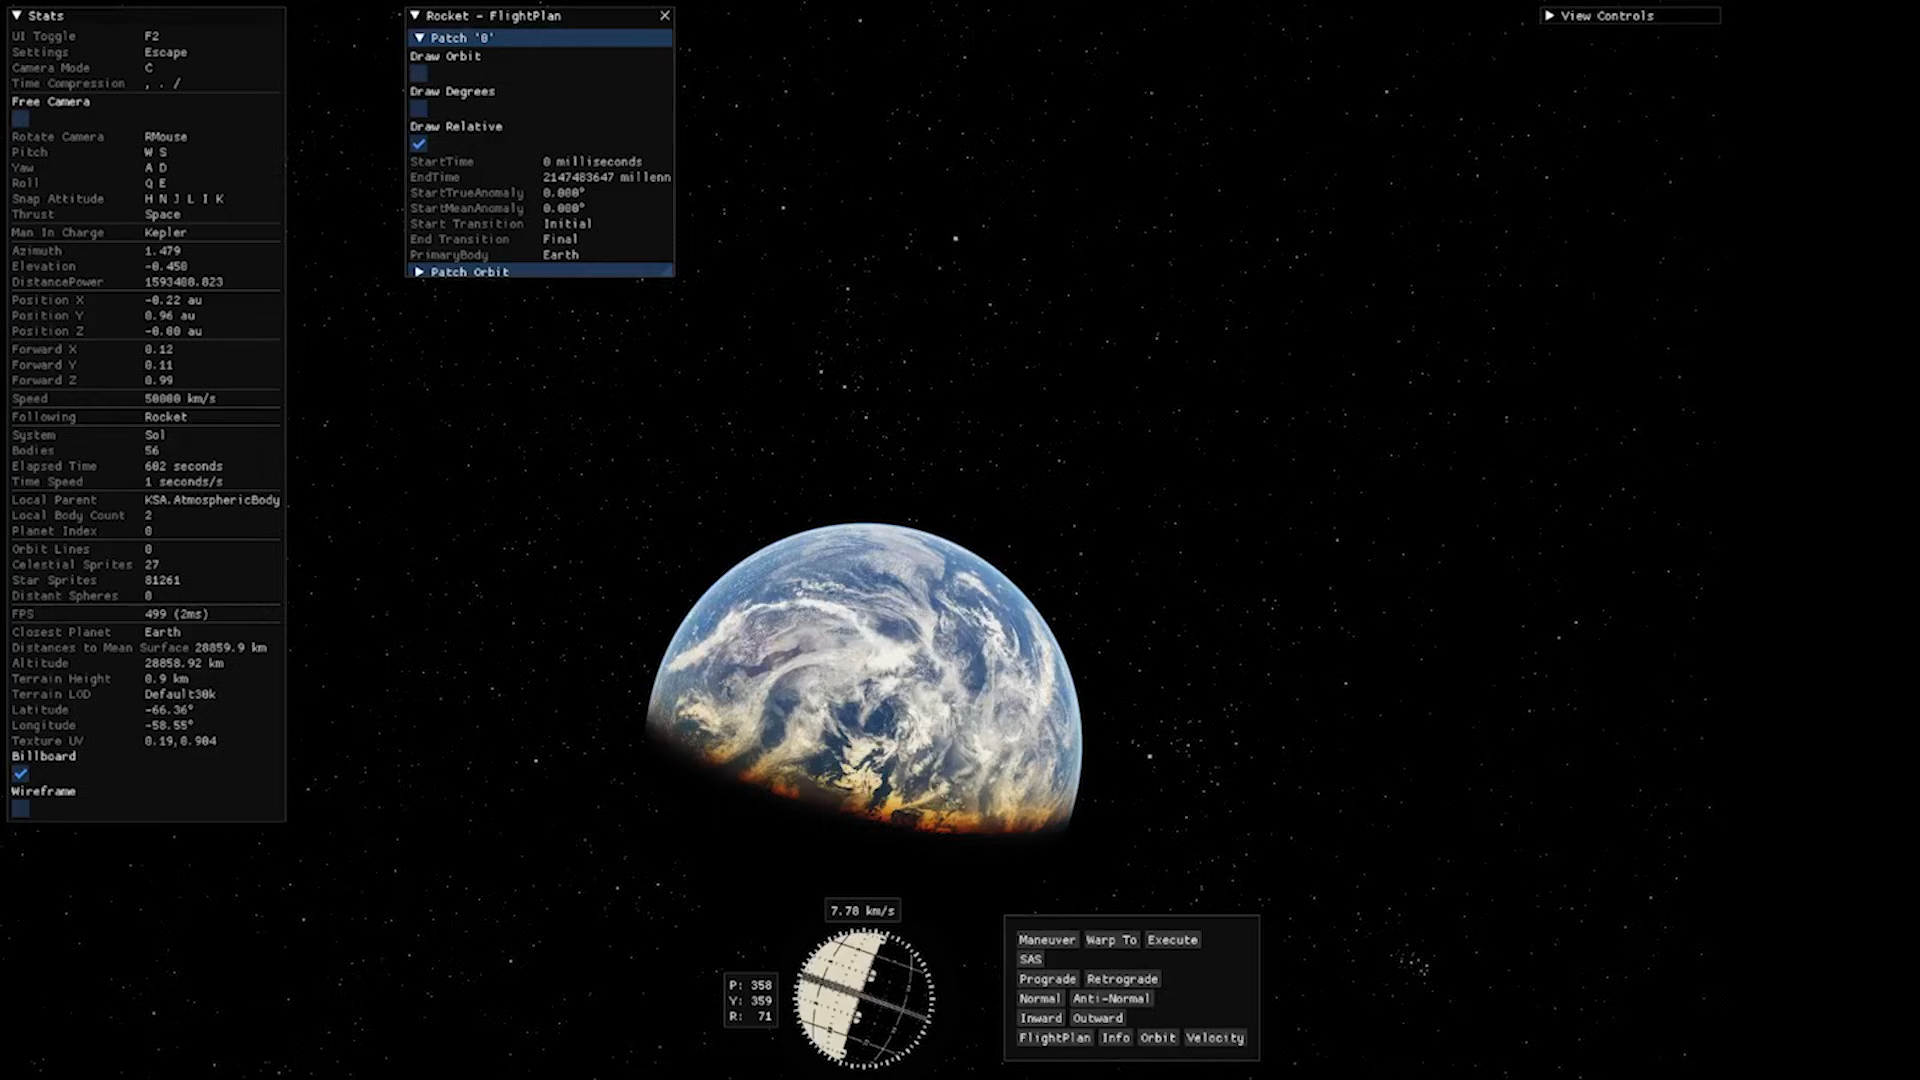 Stats
UI Toggle F2
Settings Escape
Camera Mode C
Time Compression , . /
Free Camera
Rotate Camera RMouse
Pitch W S
Yaw A D
Roll Q E
Snap Attitude H N J L I K
Thrust Space
Man In Charge Kepler
Azimuth 1.479
Elevation -0.450
DistancePower 1593480.023
Position X -0.22 au
Position Y 0.96 au
Position Z -0.00 au
Forward X 0.12
Forward Y 0.11
Forward Z 0.99
Speed 50000 km/s
Following Rocket
System Sol
Bodies 56
Elapsed Time 602 seconds
Time Speed 1 seconds/s
Local Parent KSA.AtmosphericBody
Local Body Count 2
Planet Index 0
Orbit Lines 0
Celestial Sprites 27
Star Sprites 81261
Distant Spheres 0
FPS 499 (2ms)
Closest Planet Earth
Distances to Mean Surface 28859.9 km
Altitude 28858.92 km
Terrain Height 0.9 km
Terrain LOD Default30k
Latitude -66.36°
Longitude -58.55°
Texture UV 0.19,0.904
Billboard
Wireframe
Rocket - FlightPlan
Patch '0'
Draw Orbit
Draw Degrees
Draw Relative
StartTime 0 milliseconds
EndTime 2147483647 millenn
StartTrueAnomaly 0.000°
StartMeanAnomaly 0.000°
Start Transition Initial
End Transition Final
PrimaryBody Earth
Patch Orbit
View Controls
7.78 km/s
P: 358
Y: 359
R: 71
Maneuver Warp To Execute
SAS
Prograde Retrograde
Normal Anti-Normal
Inward Outward
FlightPlan Info Orbit Velocity